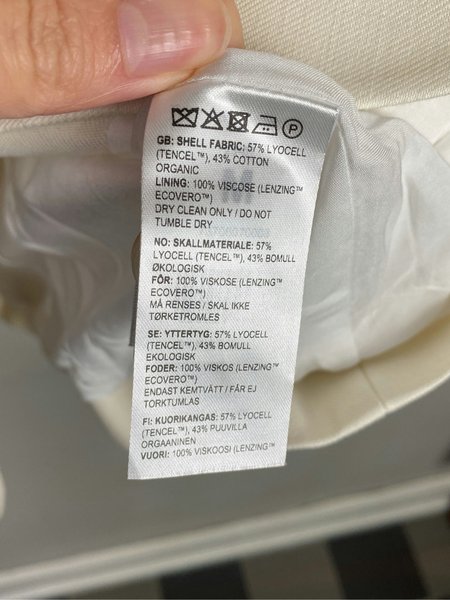 GB: SHELL FABRIC: 57% LYOCELL
(TENCEL™), 43% COTTON
ORGANIC
LINING: 100% VISCOSE (LENZING™
ECOVERO™)
DRY CLEAN ONLY / DO NOT
TUMBLE DRY
NO: SKALLMATERIALE: 57%
LYOCELL (TENCEL™), 43% BOMULL
ØKOLOGISK
FÔR: 100% VISKOSE (LENZING™
ECOVERO™)
MÅ RENSES / SKAL IKKE
TØRKETROMLES
SE: YTTERTYG: 57% LYOCELL
(TENCEL™), 43% BOMULL
EKOLOGISK
FODER: 100% VISKOS (LENZING™
ECOVERO™)
ENDAST KEMTVÄTT / FÅR EJ
TORKTUMLAS
FI: KUORIKANGAS: 57% LYOCELL
(TENCEL™), 43% PUUVILLA
ORGAANINEN
VUORI: 100% VISKOOSI (LENZING™